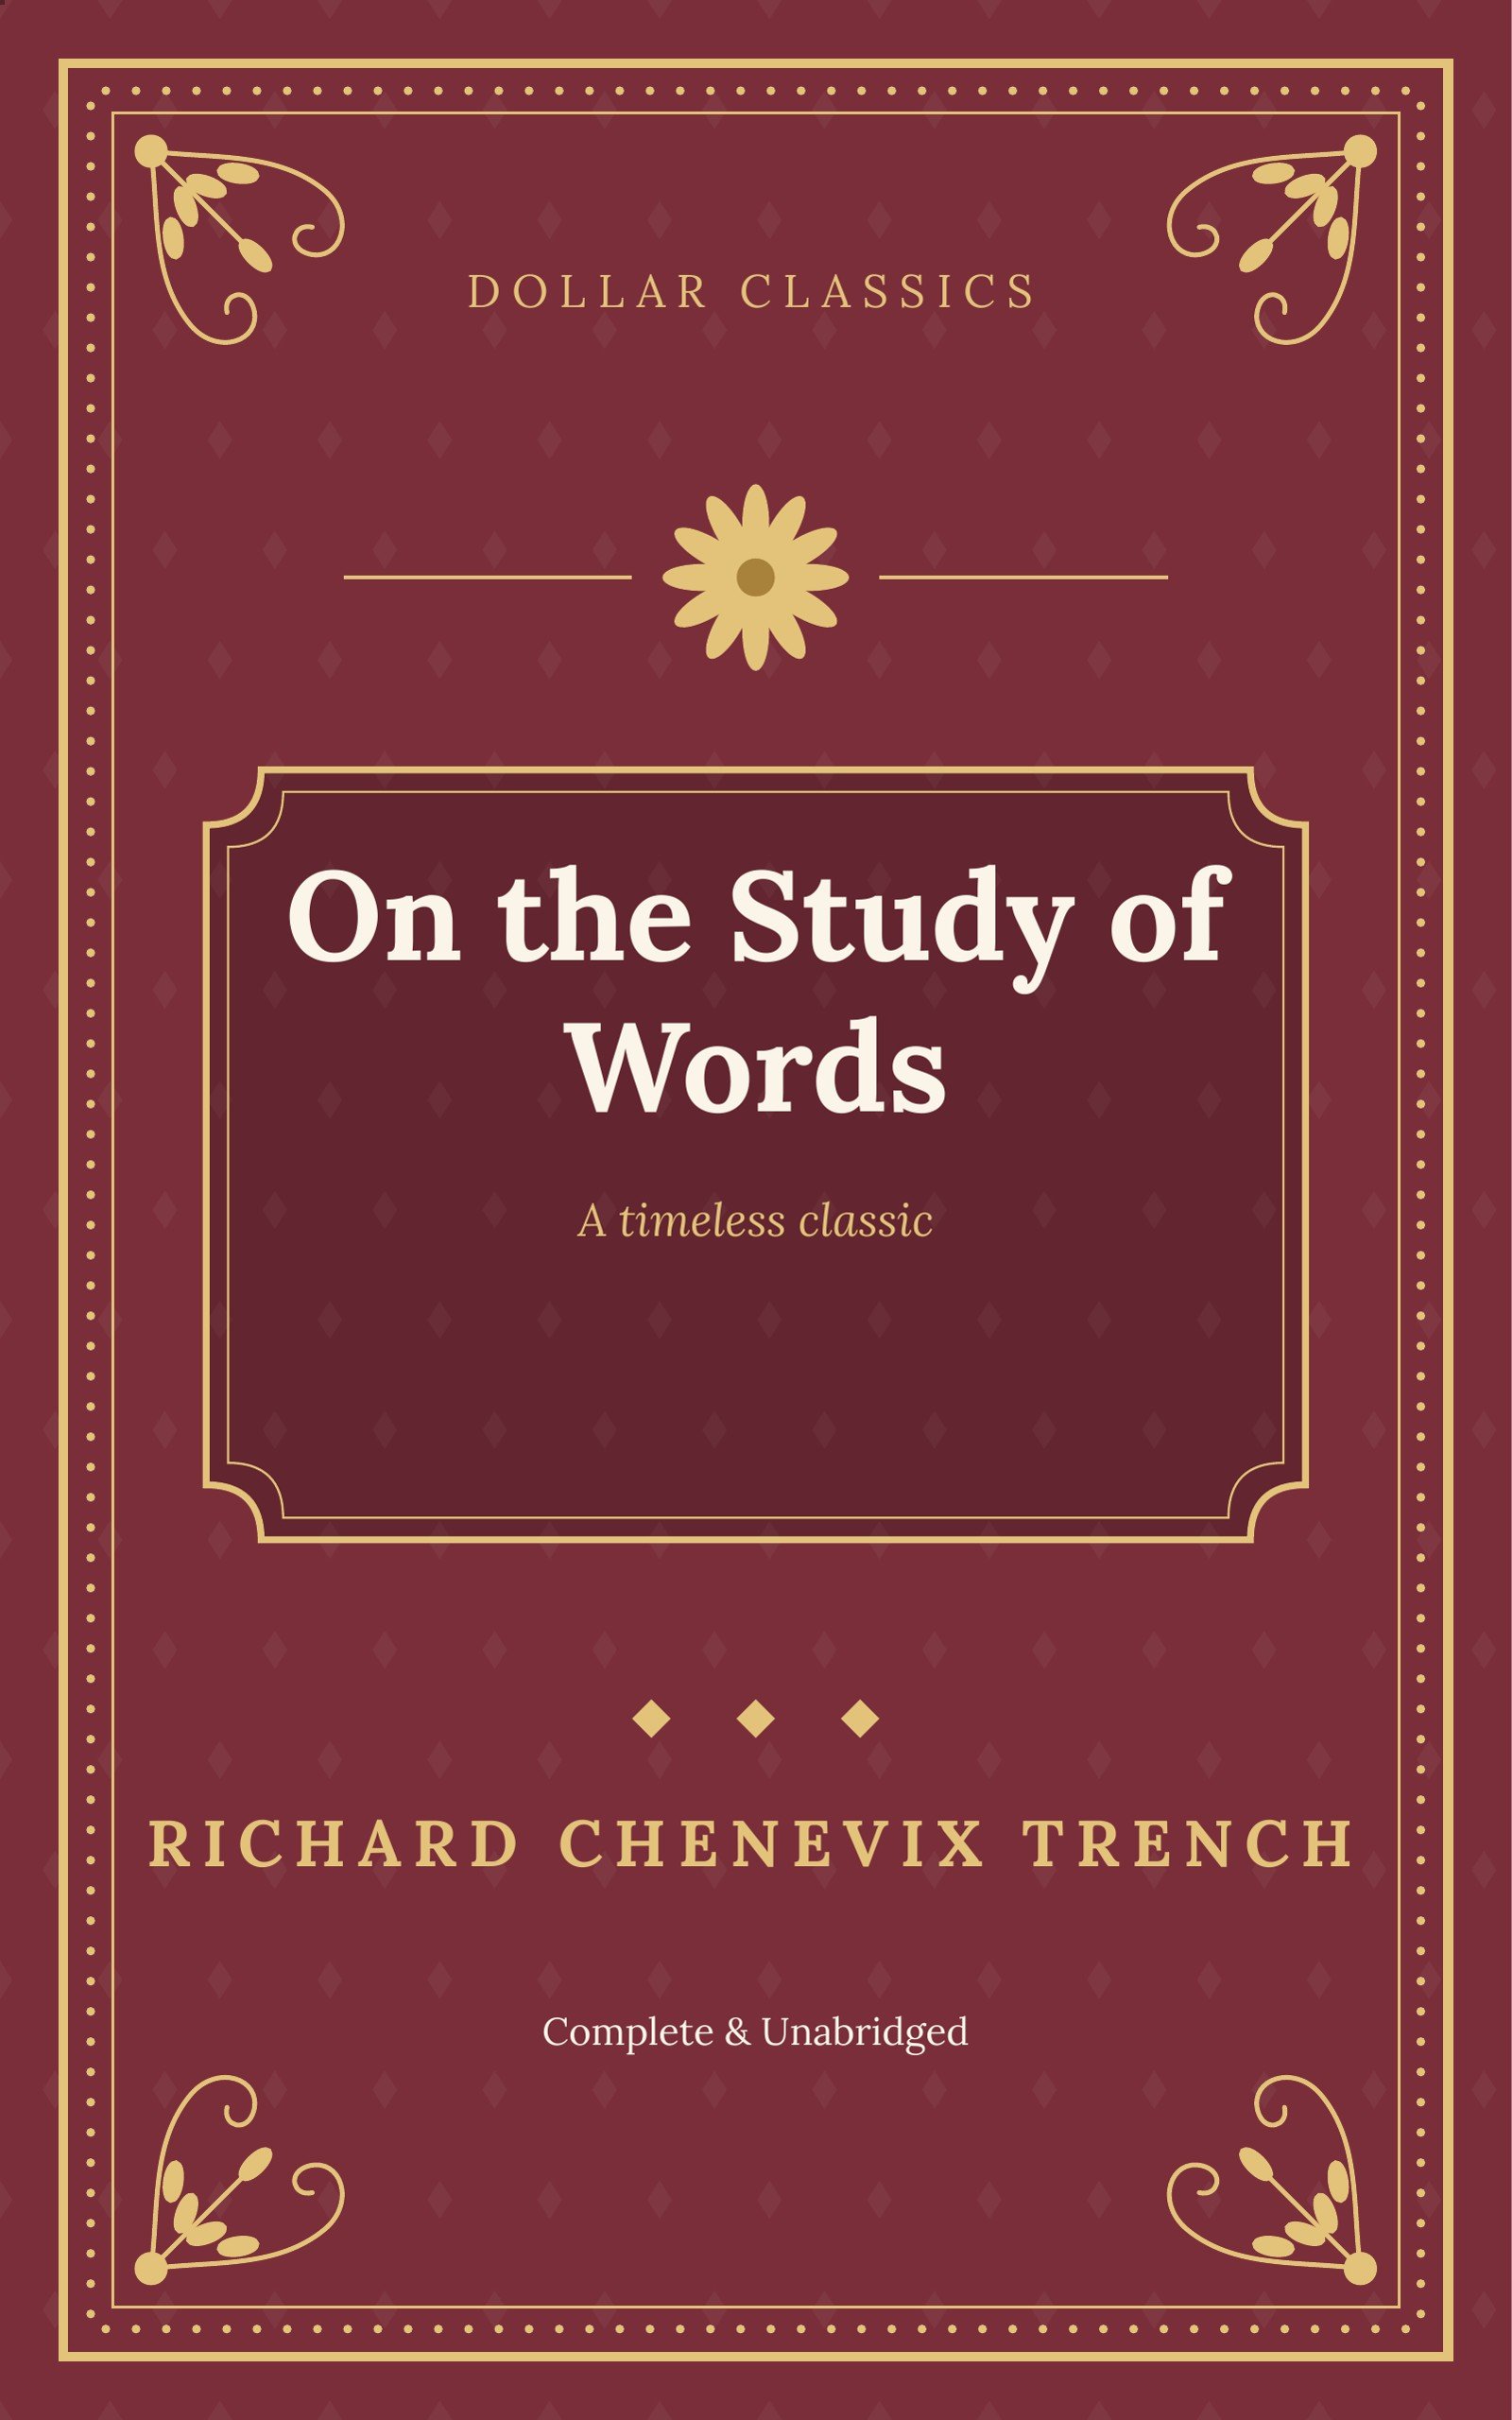 DOLLAR CLASSICS
On the Study of
Words
A timeless classic
RICHARD CHENEVIX TRENCH
Complete & Unabridged